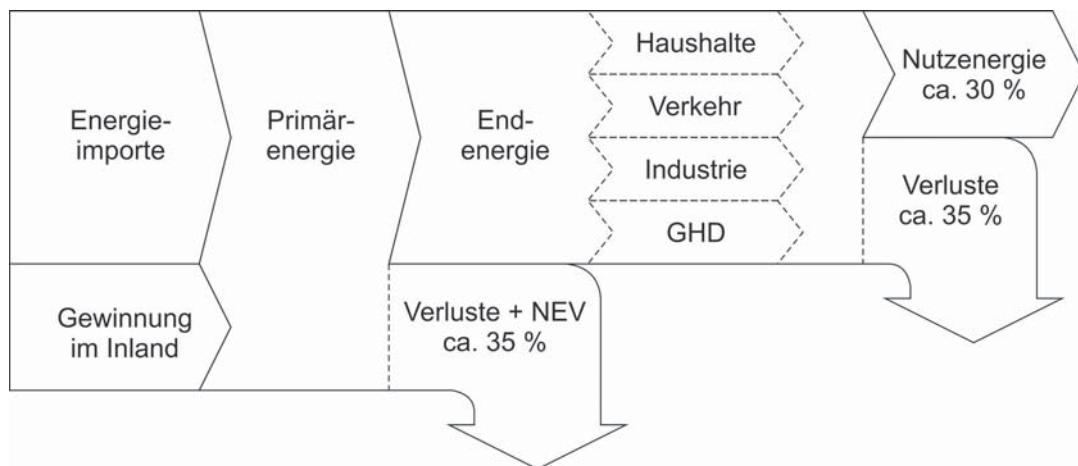 Energie-
importe
Gewinnung
im Inland
Primär-
energie
End-
energie
Verluste + NEV
ca. 35 %
Haushalte
Verkehr
Industrie
GHD
Nutzenergie
ca. 30 %
Verluste
ca. 35 %